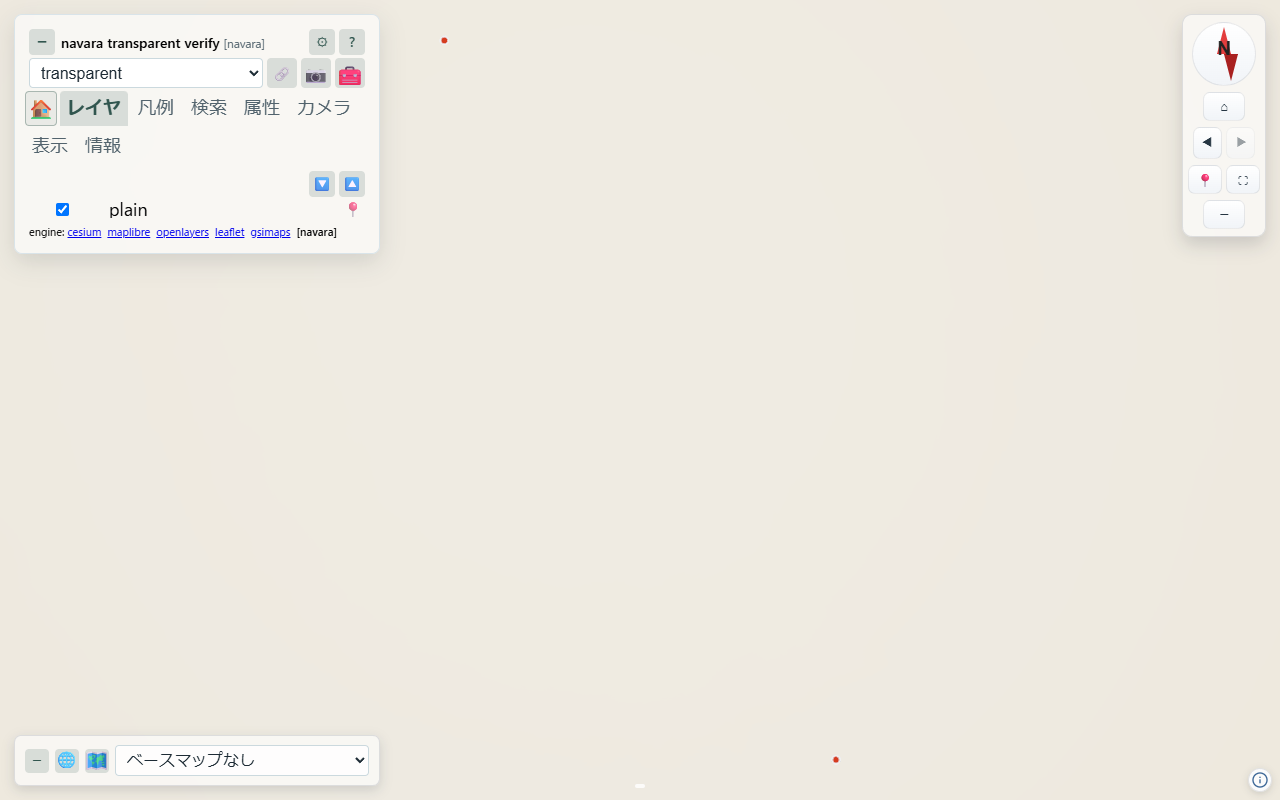 − navara transparent verify [navara] ?
transparent
レイヤ 凡例 検索 属性 カメラ
表示 情報
plain
engine: cesium maplibre openlayers leaflet gsimaps [navara]
− ベースマップなし
N
−